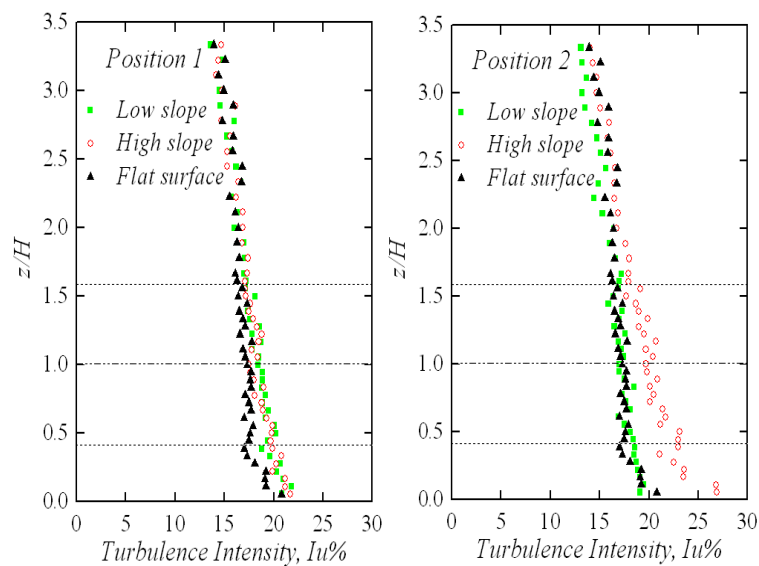 3.5
Position 1
3.0
Low slope
High slope
2.5
Flat surface
2.0
z/H
1.5
1.0
0.5
0.0
0 5 10 15 20 25 30
Turbulence Intensity, Iu%
3.5
Position 2
3.0
Low slope
High slope
2.5
Flat surface
2.0
z/H
1.5
1.0
0.5
0.0
0 5 10 15 20 25 30
Turbulence Intensity, Iu%